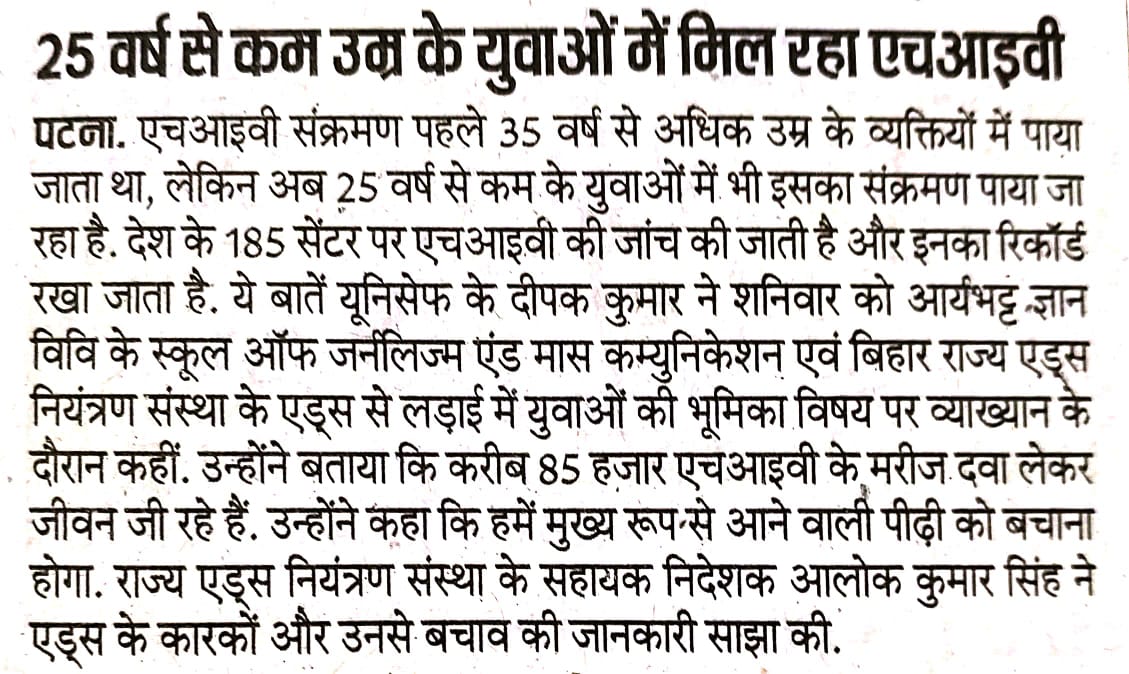 25 वर्ष से कम उम्र के युवाओं में मिल रहा एचआइवी
पटना. एचआइवी संक्रमण पहले 35 वर्ष से अधिक उम्र के व्यक्तियों में पाया
जाता था, लेकिन अब 25 वर्ष से कम के युवाओं में भी इसका संक्रमण पाया जा
रहा है. देश के 185 सेंटर पर एचआइवी की जांच की जाती है और इनका रिकॉर्ड
रखा जाता है. ये बातें यूनिसेफ के दीपक कुमार ने शनिवार को आर्यभट्ट ज्ञान
विवि के स्कूल ऑफ जर्नलिज्म एंड मास कम्युनिकेशन एवं बिहार राज्य एड्स
नियंत्रण संस्था के एड्स से लड़ाई में युवाओं की भूमिका विषय पर व्याख्यान के
दौरान कहीं. उन्होंने बताया कि करीब 85 हजार एचआइवी के मरीज दवा लेकर
जीवन जी रहे हैं. उन्होंने कहा कि हमें मुख्य रूप से आने वाली पीढ़ी को बचाना
होगा. राज्य एड्स नियंत्रण संस्था के सहायक निदेशक आलोक कुमार सिंह ने
एड्स के कारकों और उनसे बचाव की जानकारी साझा की.